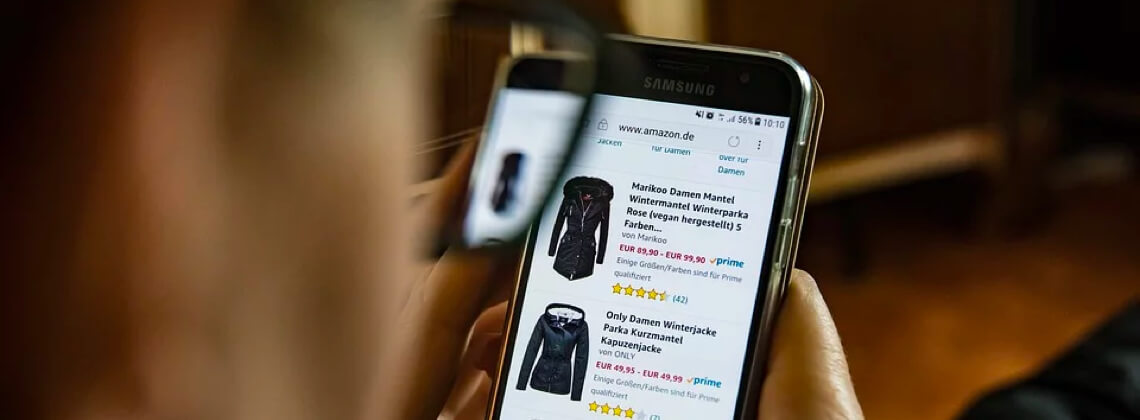 SAMSUNG
56% 10:10
www.amazon.de
Jacken
für Damen
Damen
Marikoo Damen Mantel
Wintermantel Winterparka
Rose (vegan hergestellt) 5
Farben...
von Marikoo
EUR 89,90 - EUR 99,90 prime
Einige Größen/Farben sind für Prime
qualifiziert
(42)
Only Damen Winterjacke
Parka Kurzmantel
Kapuzenjacke
von ONLY
EUR 49,95 - EUR 49,99 prime
Einige Größen/Farben sind für Prime
qualifiziert